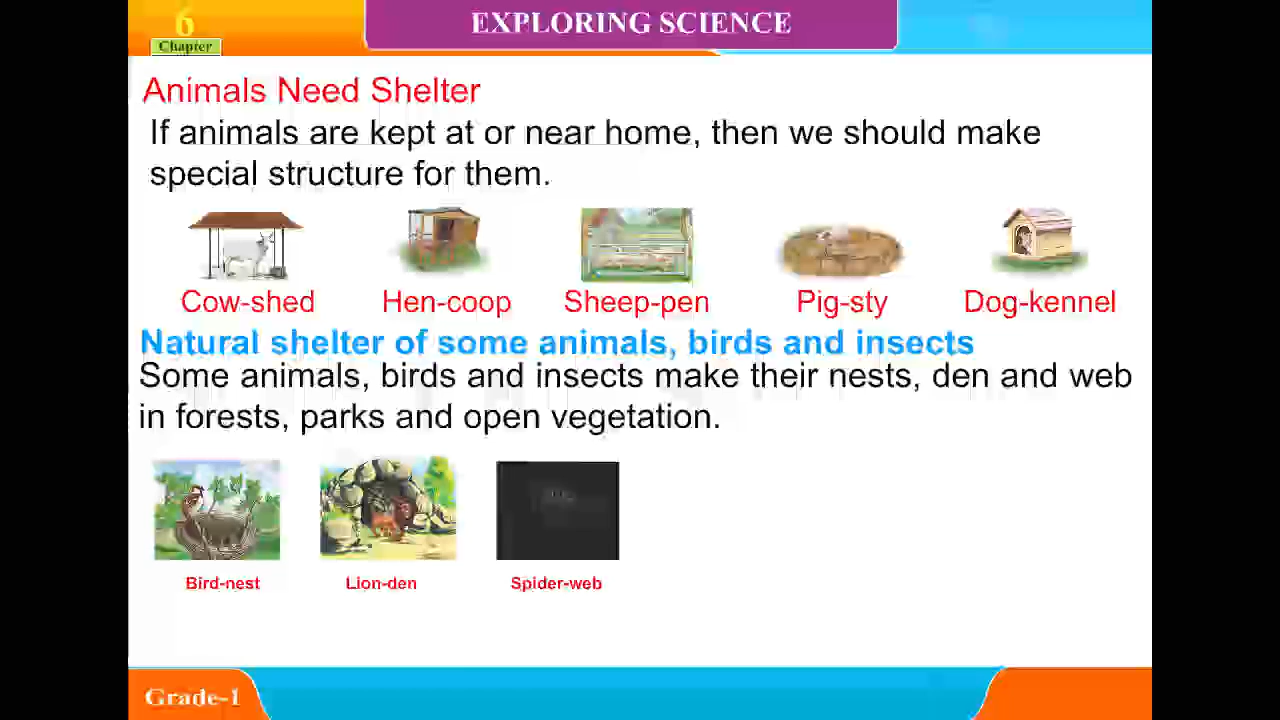 6
Chapter
EXPLORING SCIENCE
Animals Need Shelter
If animals are kept at or near home, then we should make
special structure for them.
Cow-shed Hen-coop Sheep-pen Pig-sty Dog-kennel
Natural shelter of some animals, birds and insects
Some animals, birds and insects make their nests, den and web
in forests, parks and open vegetation.
Bird-nest Lion-den Spider-web
Grade-1